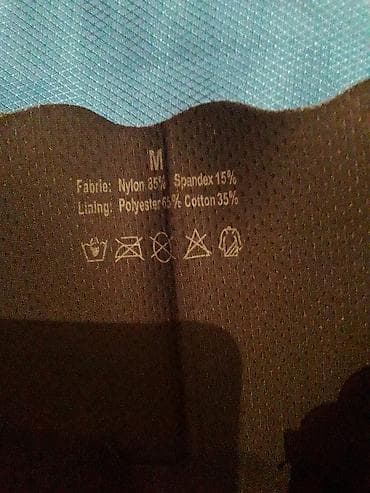 M
Fabric: Nylon 85% Spandex 15%
Lining: Polyester 65% Cotton 35%